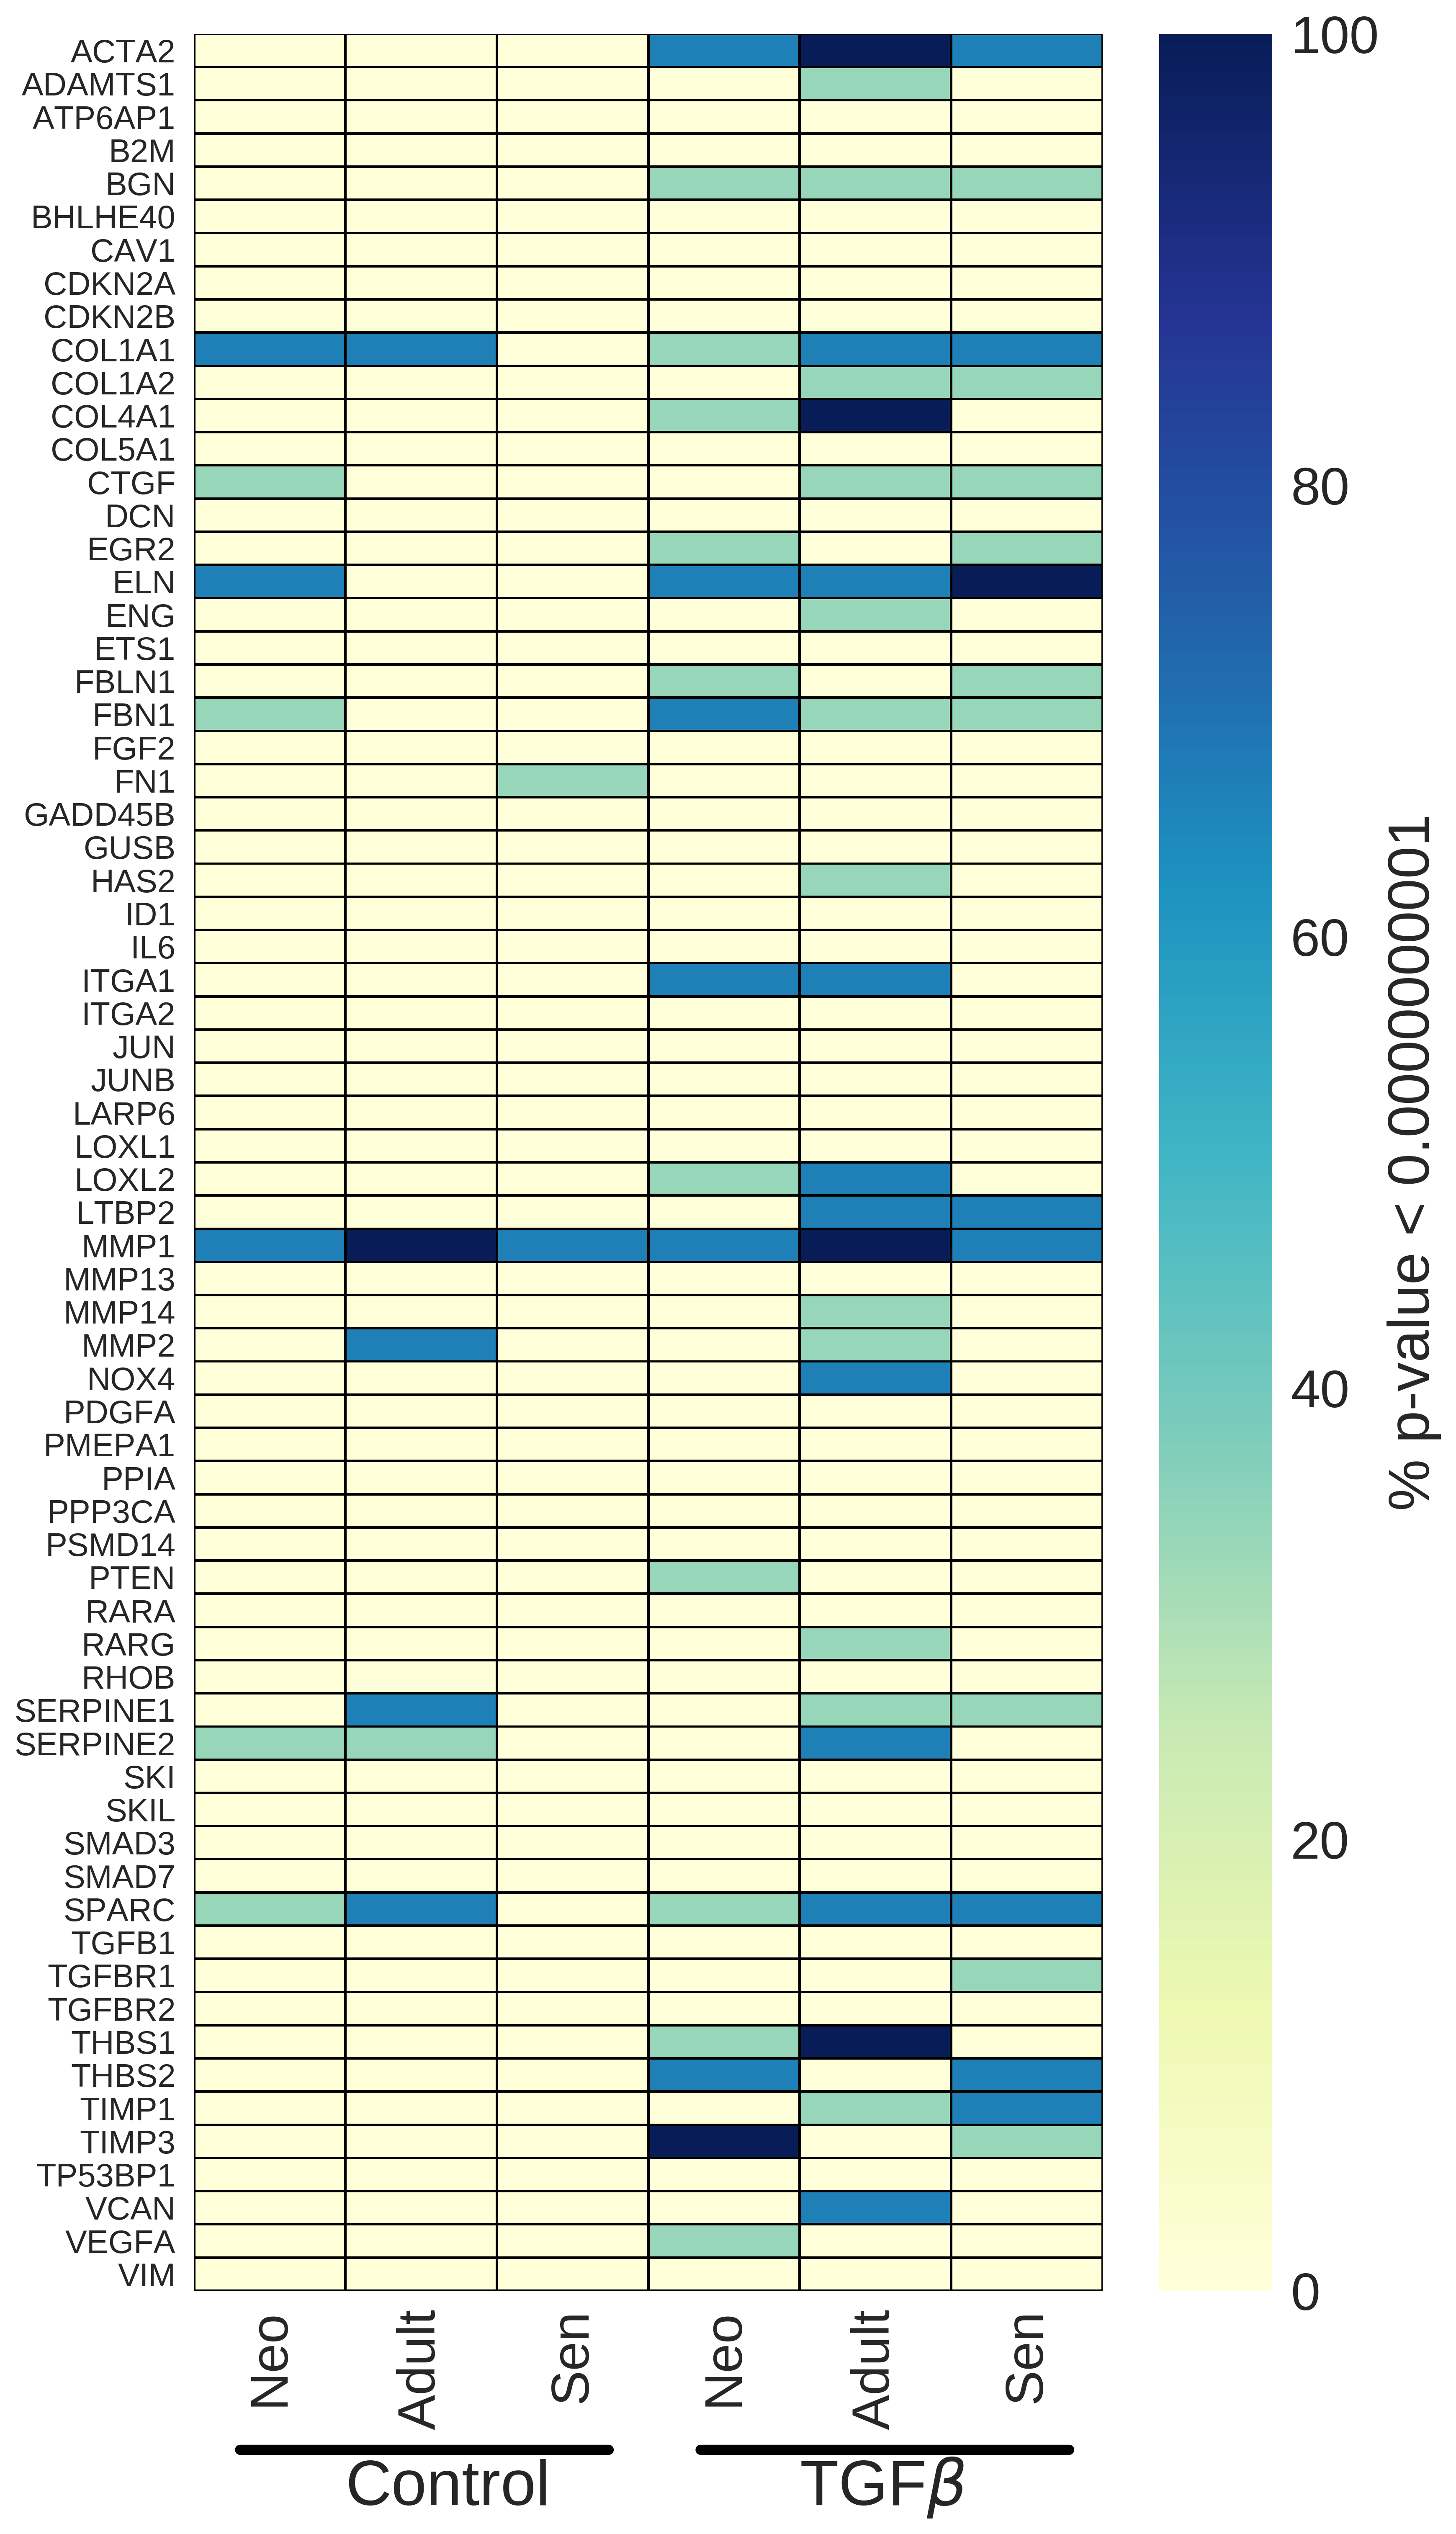 ACTA2
ADAMTS1
ATP6AP1
B2M
BGN
BHLHE40
CAV1
CDKN2A
CDKN2B
COL1A1
COL1A2
COL4A1
COL5A1
CTGF
DCN
EGR2
ELN
ENG
ETS1
FBLN1
FBN1
FGF2
FN1
GADD45B
GUSB
HAS2
ID1
IL6
ITGA1
ITGA2
JUN
JUNB
LARP6
LOXL1
LOXL2
LTBP2
MMP1
MMP13
MMP14
MMP2
NOX4
PDGFA
PMEPA1
PPIA
PPP3CA
PSMD14
PTEN
RARA
RARG
RHOB
SERPINE1
SERPINE2
SKI
SKIL
SMAD3
SMAD7
SPARC
TGFB1
TGFBR1
TGFBR2
THBS1
THBS2
TIMP1
TIMP3
TP53BP1
VCAN
VEGFA
VIM
Neo Adult Sen Neo Adult Sen
Control TGFβ
100
80
60
40
20
0
% p-value < 0.0000000001